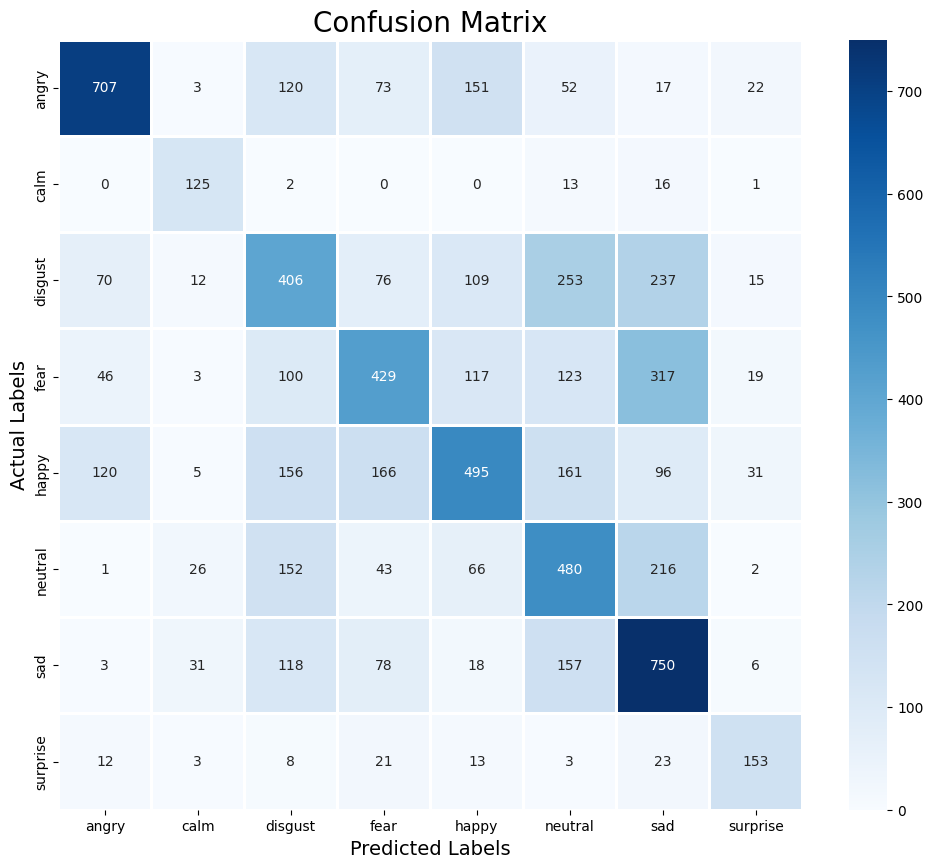 Confusion Matrix
angry 707 3 120 73 151 52 17 22
calm 0 125 2 0 0 13 16 1
disgust 70 12 406 76 109 253 237 15
fear 46 3 100 429 117 123 317 19
happy 120 5 156 166 495 161 96 31
neutral 1 26 152 43 66 480 216 2
sad 3 31 118 78 18 157 750 6
surprise 12 3 8 21 13 3 23 153
angry calm disgust fear happy neutral sad surprise
Predicted Labels
Actual Labels
700
600
500
400
300
200
100
0